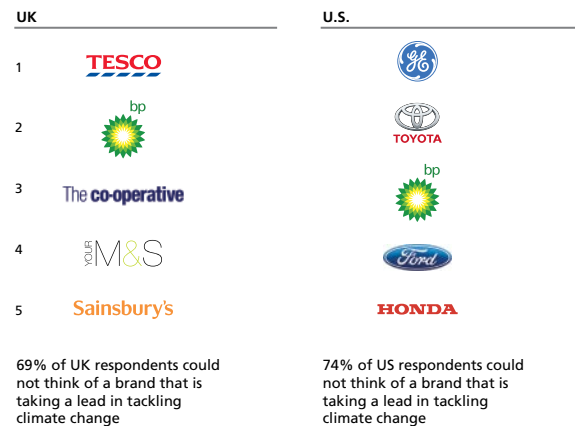 UK
U.S.
1
TESCO
GE
2
bp
TOYOTA
3
The co-operative
bp
4
YOUR M&S
Ford
5
Sainsbury's
HONDA
69% of UK respondents could
not think of a brand that is
taking a lead in tackling
climate change
74% of US respondents could
not think of a brand that is
taking a lead in tackling
climate change